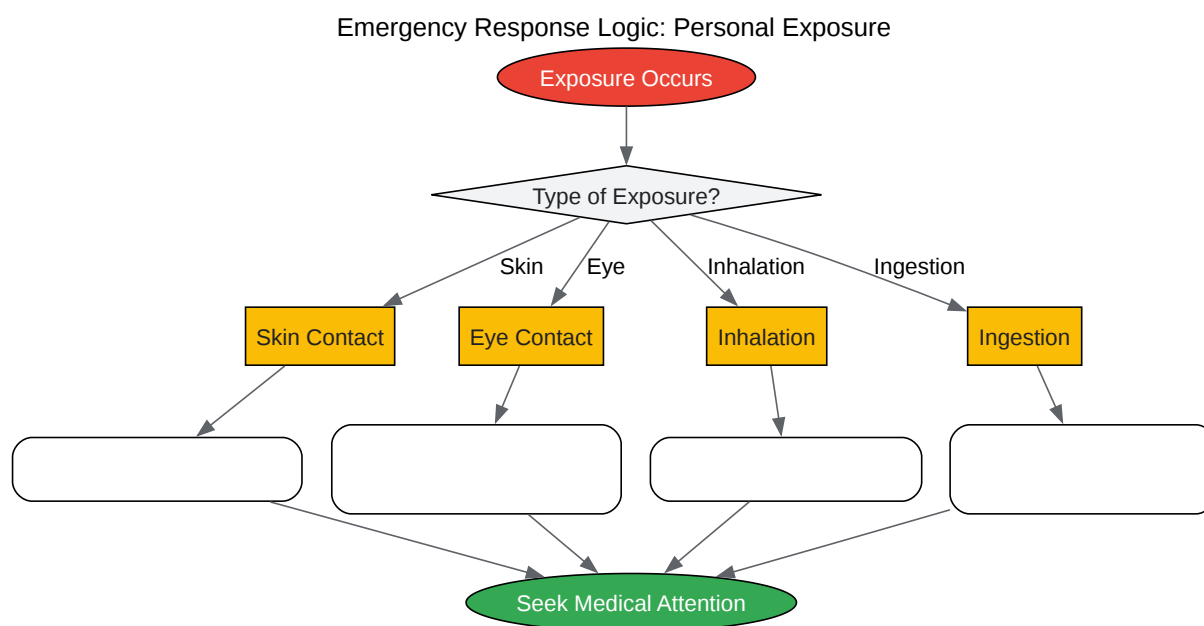 Emergency Response Logic: Personal Exposure
Exposure Occurs
Type of Exposure?
Skin
Eye
Inhalation
Ingestion
Skin Contact
Eye Contact
Inhalation
Ingestion
Seek Medical Attention